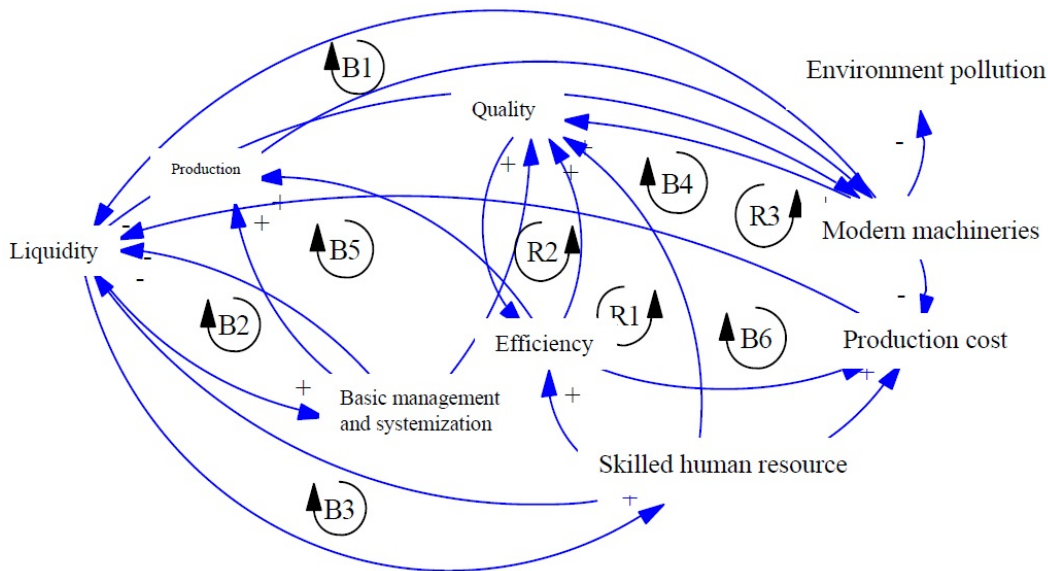 B1
Environment pollution
Quality
+
+
+
-
Production
B4
+
+
R3
-
Modern machineries
Liquidity
-
B5
R2
-
-
B2
R1
B6
Efficiency
Production cost
+
+
+
Basic management
and systemization
Skilled human resource
+
B3